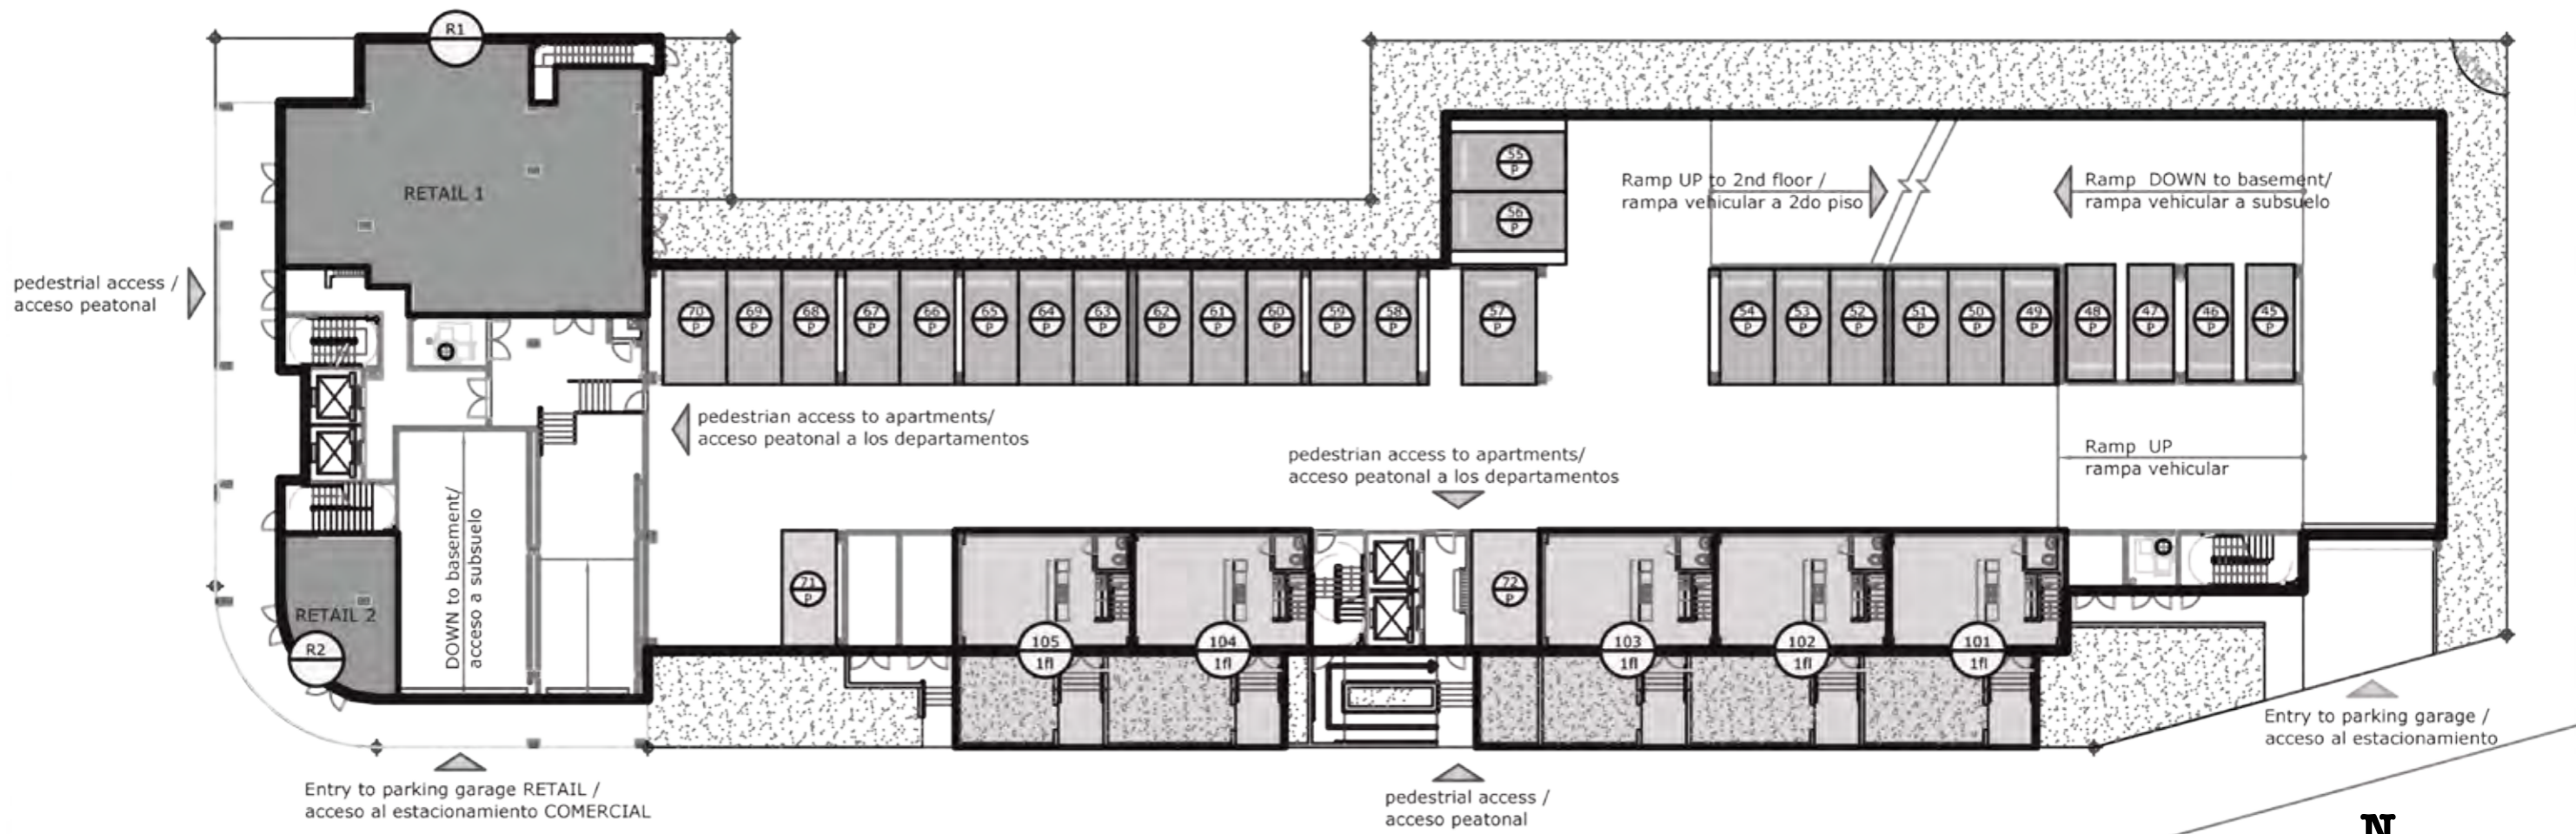 R1
RETAIL 1
55
P
56
P
Ramp UP to 2nd floor /
rampa vehicular a 2do piso
Ramp DOWN to basement/
rampa vehicular a subsuelo
pedestrial access /
acceso peatonal
70
P
69
P
68
P
67
P
66
P
65
P
64
P
63
P
62
P
61
P
60
P
59
P
58
P
57
P
54
P
53
P
52
P
51
P
50
P
49
P
48
P
47
P
46
P
45
P
pedestrian access to apartments/
acceso peatonal a los departamentos
pedestrian access to apartments/
acceso peatonal a los departamentos
Ramp UP
rampa vehicular
DOWN to basement/
acceso a subsuelo
RETAIL 2
R2
71
P
72
P
105
1fl
104
1fl
103
1fl
102
1fl
101
1fl
Entry to parking garage /
acceso al estacionamiento
Entry to parking garage RETAIL /
acceso al estacionamiento COMERCIAL
pedestrial access /
acceso peatonal
N